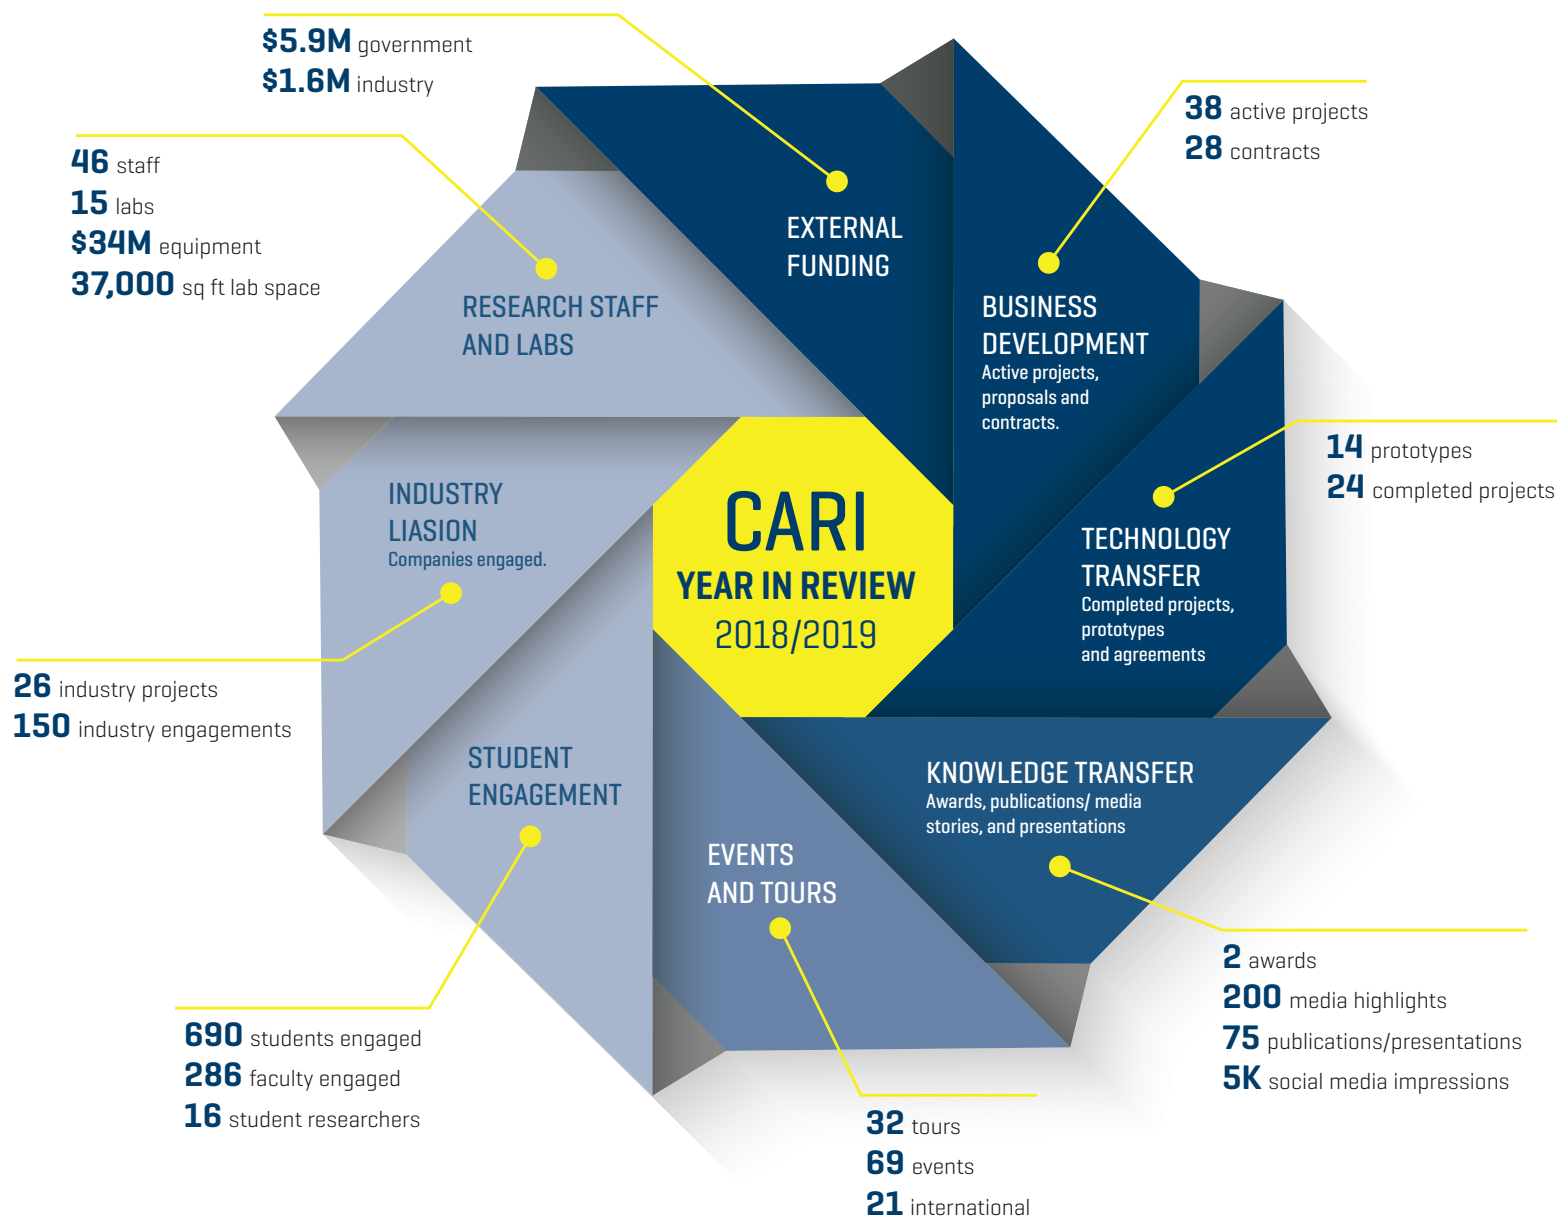 $5.9M government
$1.6M industry
46 staff
15 labs
$34M equipment
37,000 sq ft lab space
38 active projects
28 contracts
EXTERNAL
FUNDING
RESEARCH STAFF
AND LABS
BUSINESS
DEVELOPMENT
Active projects,
proposals and
contracts.
14 prototypes
24 completed projects
INDUSTRY
LIASION
Companies engaged.
CARI
YEAR IN REVIEW
2018/2019
TECHNOLOGY
TRANSFER
Completed projects,
prototypes
and agreements
26 industry projects
150 industry engagements
STUDENT
ENGAGEMENT
KNOWLEDGE TRANSFER
Awards, publications/ media
stories, and presentations
EVENTS
AND TOURS
2 awards
200 media highlights
75 publications/presentations
5K social media impressions
690 students engaged
286 faculty engaged
16 student researchers
32 tours
69 events
21 international